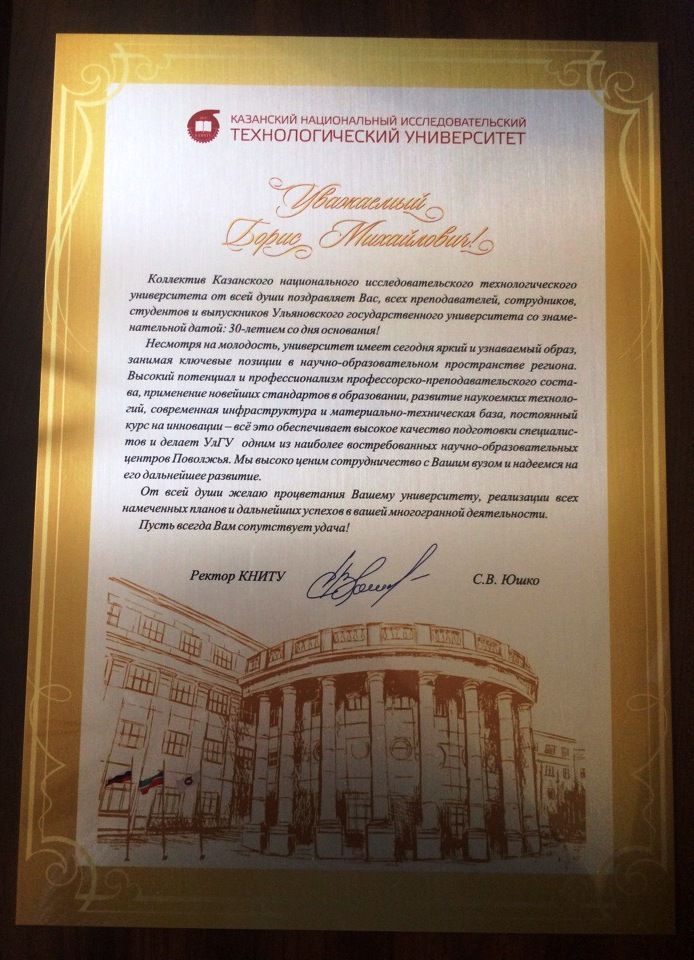 КАЗАНСКИЙ НАЦИОНАЛЬНЫЙ ИССЛЕДОВАТЕЛЬСКИЙ
ТЕХНОЛОГИЧЕСКИЙ УНИВЕРСИТЕТ
Уважаемый
Борис Михайлович!
Коллектив Казанского национального исследовательского технологического
университета от всей души поздравляет Вас, всех преподавателей, сотрудников,
студентов и выпускников Ульяновского государственного университета со знаме-
нательной датой: 30-летием со дня основания!
Несмотря на молодость, университет имеет сегодня яркий и узнаваемый образ,
занимая ключевые позиции в научно-образовательном пространстве региона.
Высокий потенциал и профессионализм профессорско-преподавательского соста-
ва, применение новейших стандартов в образовании, развитие наукоемких техноло-
гий, современная инфраструктура и материально-техническая база, постоянный
курс на инновации – всё это обеспечивает высокое качество подготовки специалис-
тов и делает УлГУ одним из наиболее востребованных научно-образовательных
центров Поволжья. Мы высоко ценим сотрудничество с Вашим вузом и надеемся на
его дальнейшее развитие.
От всей души желаю процветания Вашему университету, реализации всех
намеченных планов и дальнейших успехов в вашей многогранной деятельности.
Пусть всегда Вам сопутствует удача!
Ректор КНИТУ С.В. Юшко